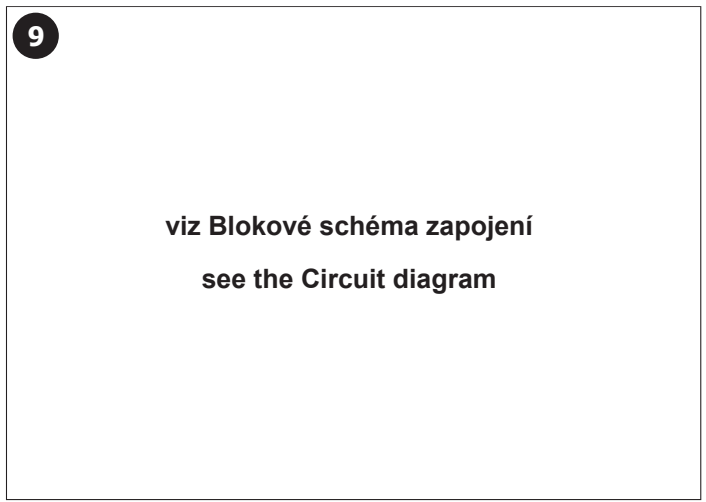 9
viz Blokové schéma zapojení
see the Circuit diagram